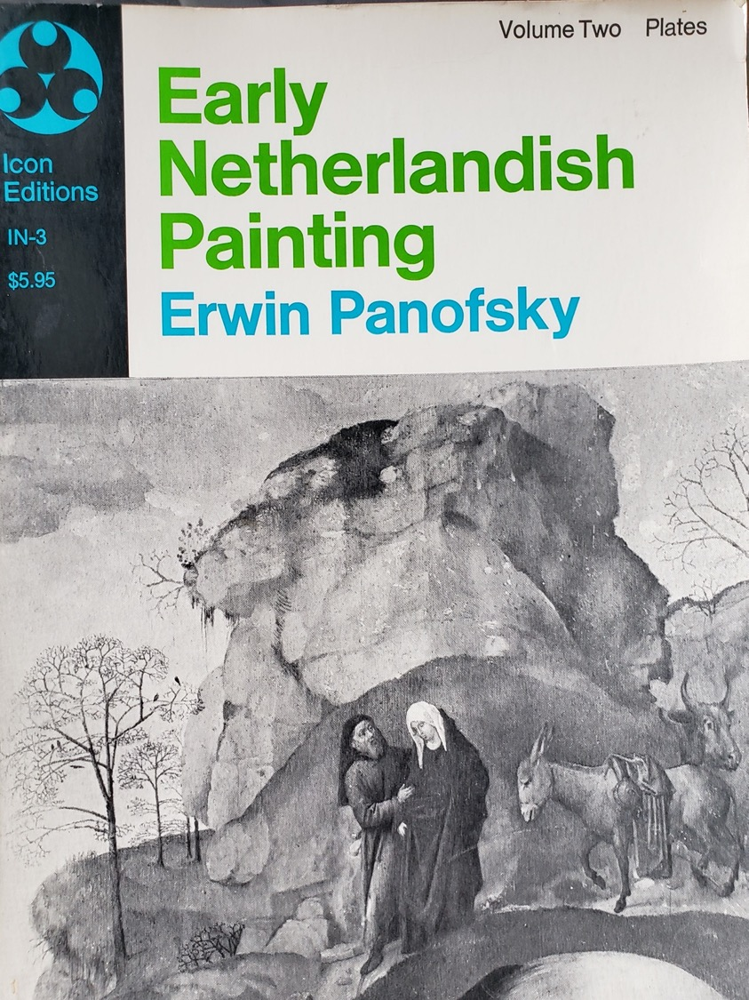 Volume Two Plates
Early
Netherlandish
Painting
Erwin Panofsky
Icon
Editions
IN-3
$5.95